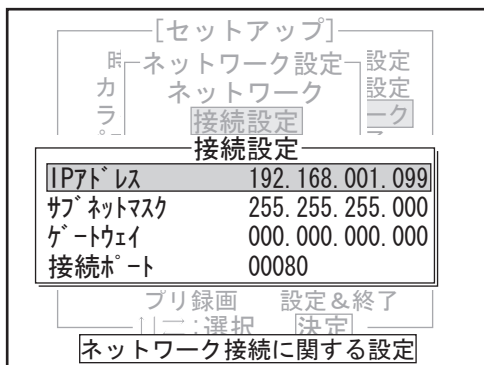 [セットアップ]
時 ネットワーク設定 設定
カ ネットワーク 設定
ラ 接続設定 ーク
接続設定
IPｱﾄﾞﾚｽ 192.168.001.099
ｻﾌﾞﾈｯﾄﾏｽｸ 255.255.255.000
ｹﾞｰﾄｳｪｲ 000.000.000.000
接続ﾎﾟｰﾄ 00080
プリ録画 設定&終了
:選択 決定
ネットワーク接続に関する設定